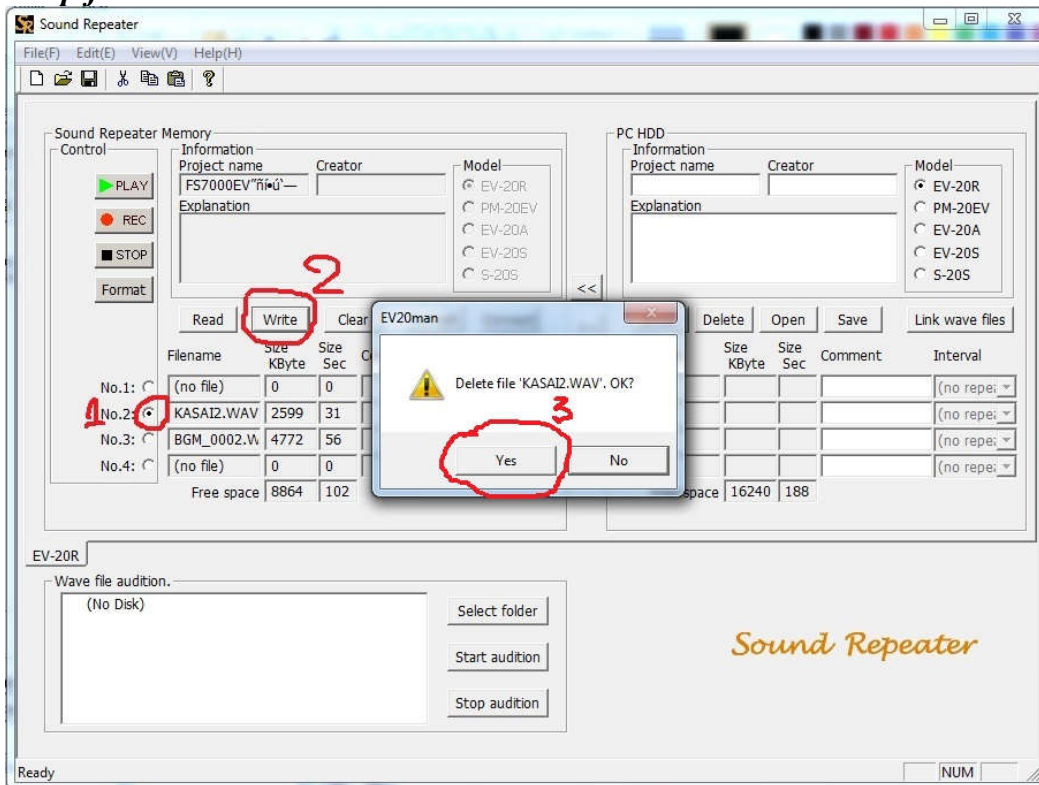 Sound Repeater
File(F) Edit(E) View(V) Help(H)
Sound Repeater Memory
Control
PLAY
REC
STOP
Format
Information
Project name Creator
FS7000EV"ñí•ú`—
Explanation
Model
EV-20R
PM-20EV
EV-20A
EV-20S
S-20S
2
Read Write Clear
Filename Size KByte Size Sec
No.1: (no file) 0 0
1 No.2: KASAI2.WAV 2599 31
No.3: BGM_0002.W 4772 56
No.4: (no file) 0 0
Free space 8864 102
<<
PC HDD
Information
Project name Creator
Explanation
Model
EV-20R
PM-20EV
EV-20A
EV-20S
S-20S
Delete Open Save Link wave files
Size KByte Size Sec Comment Interval
(no repe
(no repe
(no repe
(no repe
space 16240 188
EV20man
Delete file 'KASAI2.WAV'. OK?
3
Yes No
EV-20R
Wave file audition.
(No Disk)
Select folder
Start audition
Stop audition
Sound Repeater
Ready NUM